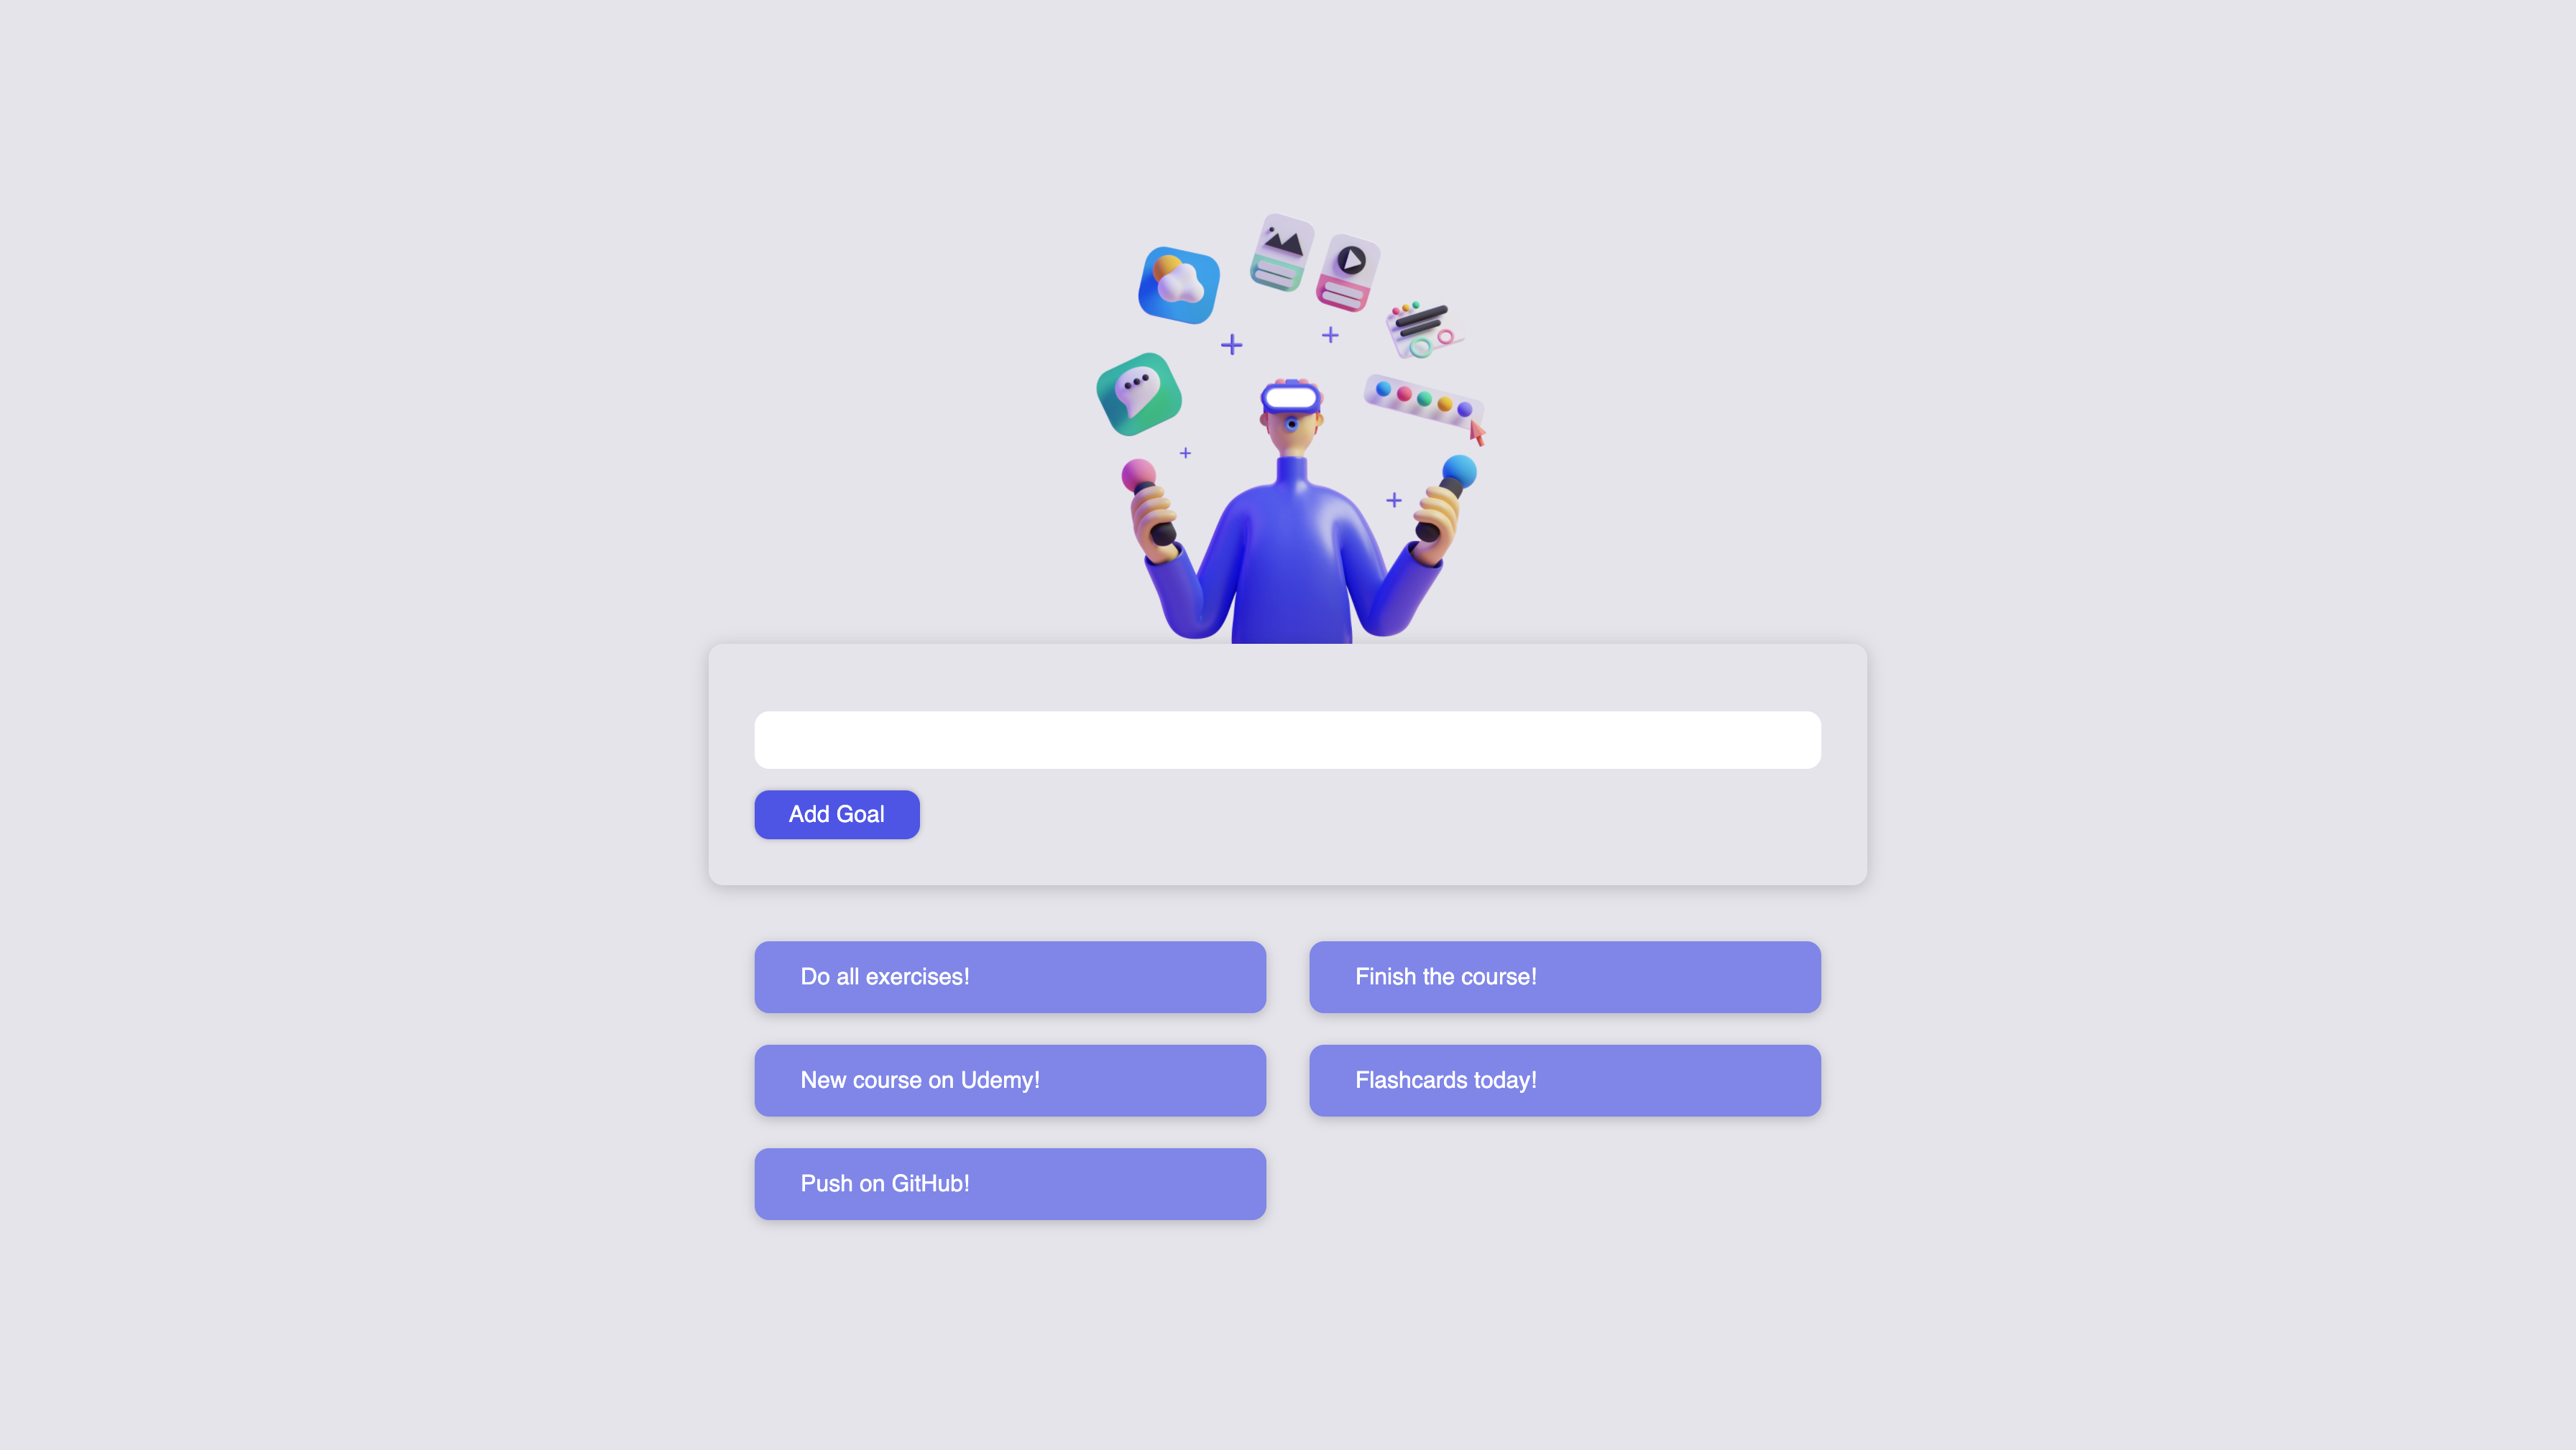 Add Goal
Do all exercises!
Finish the course!
New course on Udemy!
Flashcards today!
Push on GitHub!